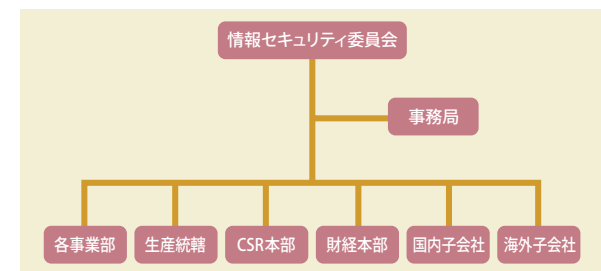 情報セキュリティ委員会
事務局
各事業部
生産統轄
CSR本部
財経本部
国内子会社
海外子会社